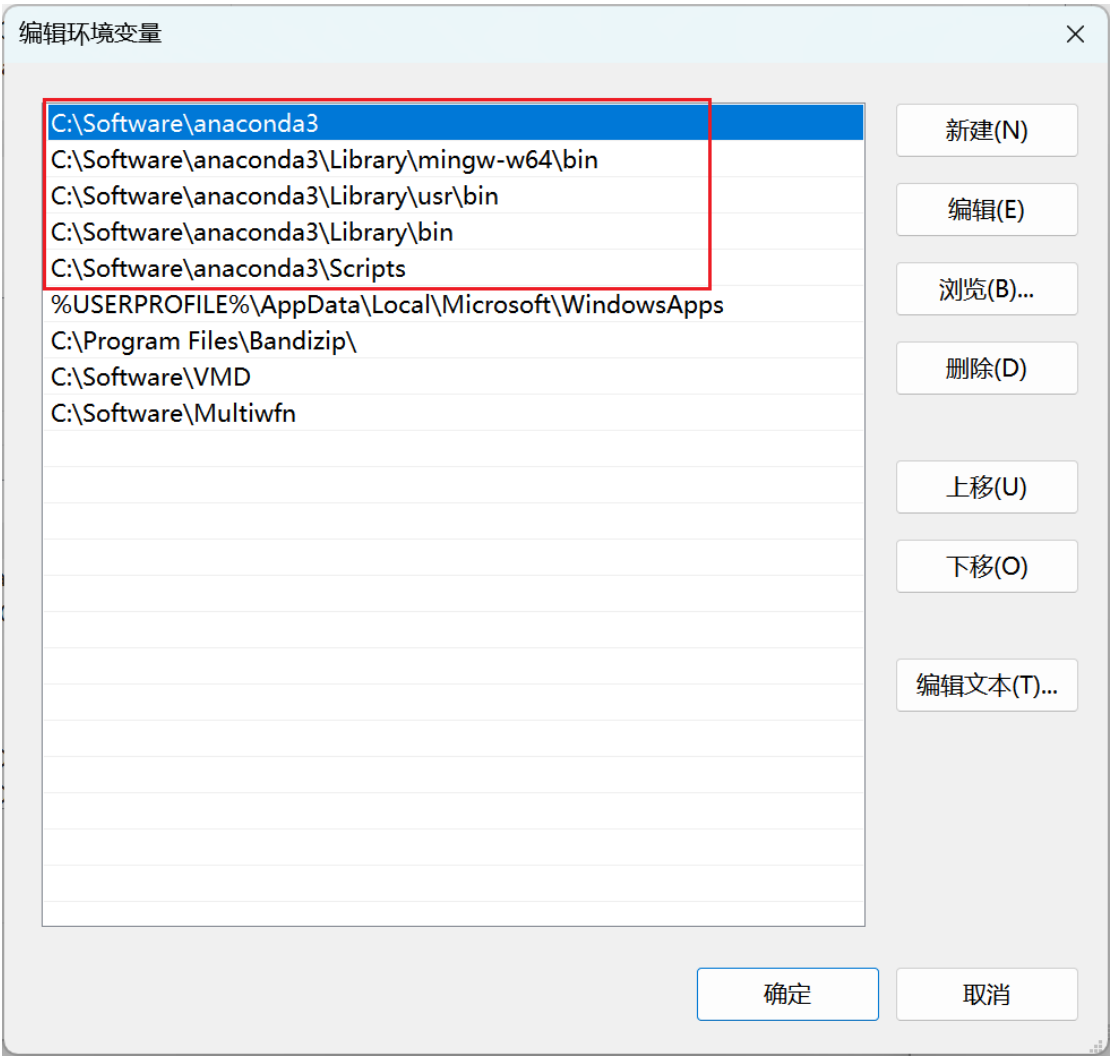 编辑环境变量
C:\Software\anaconda3
新建(N)
C:\Software\anaconda3\Library\mingw-w64\bin
C:\Software\anaconda3\Library\usr\bin
编辑(E)
C:\Software\anaconda3\Library\bin
C:\Software\anaconda3\Scripts
浏览(B)...
%USERPROFILE%\AppData\Local\Microsoft\WindowsApps
C:\Program Files\Bandizip\
删除(D)
C:\Software\VMD
C:\Software\Multiwfn
上移(U)
下移(O)
编辑文本(T)...
确定
取消